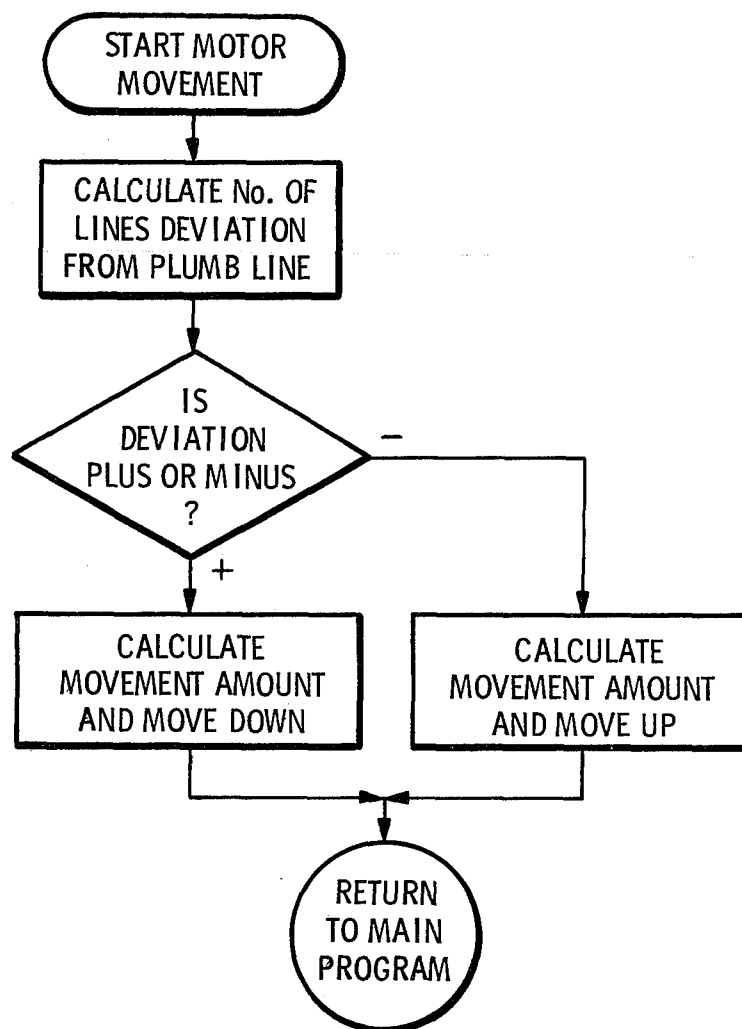 START MOTOR
MOVEMENT
CALCULATE No. OF
LINES DEVIATION
FROM PLUMB LINE
IS
DEVIATION
PLUS OR MINUS
?
−
+
CALCULATE
MOVEMENT AMOUNT
AND MOVE DOWN
CALCULATE
MOVEMENT AMOUNT
AND MOVE UP
RETURN
TO MAIN
PROGRAM